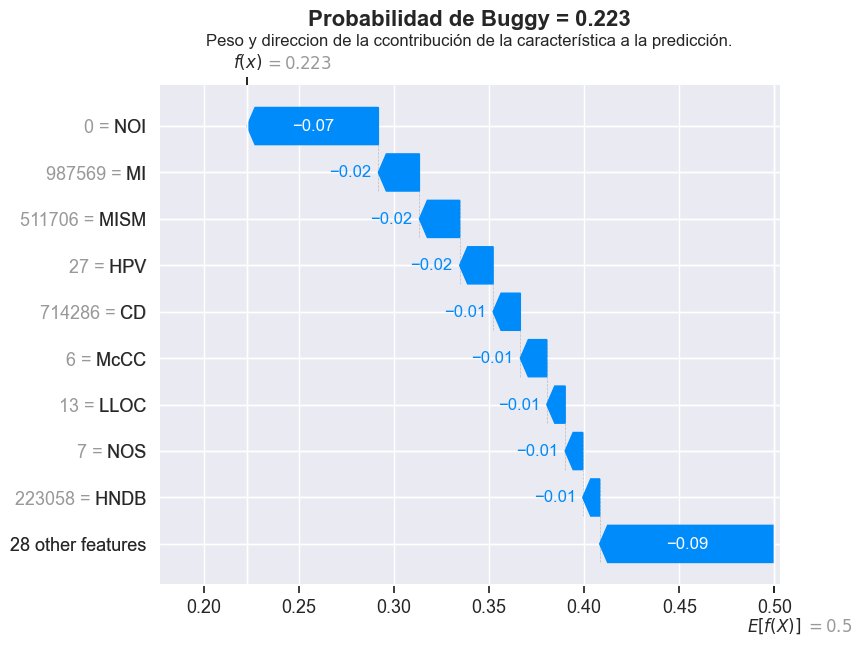 Probabilidad de Buggy = 0.223
Peso y direccion de la ccontribución de la característica a la predicción.
f(x) = 0.223
0 = NOI −0.07
987569 = MI −0.02
511706 = MISM −0.02
27 = HPV −0.02
714286 = CD −0.01
6 = McCC −0.01
13 = LLOC −0.01
7 = NOS −0.01
223058 = HNDB −0.01
28 other features −0.09
0.20 0.25 0.30 0.35 0.40 0.45 0.50
E[f(X)] = 0.5